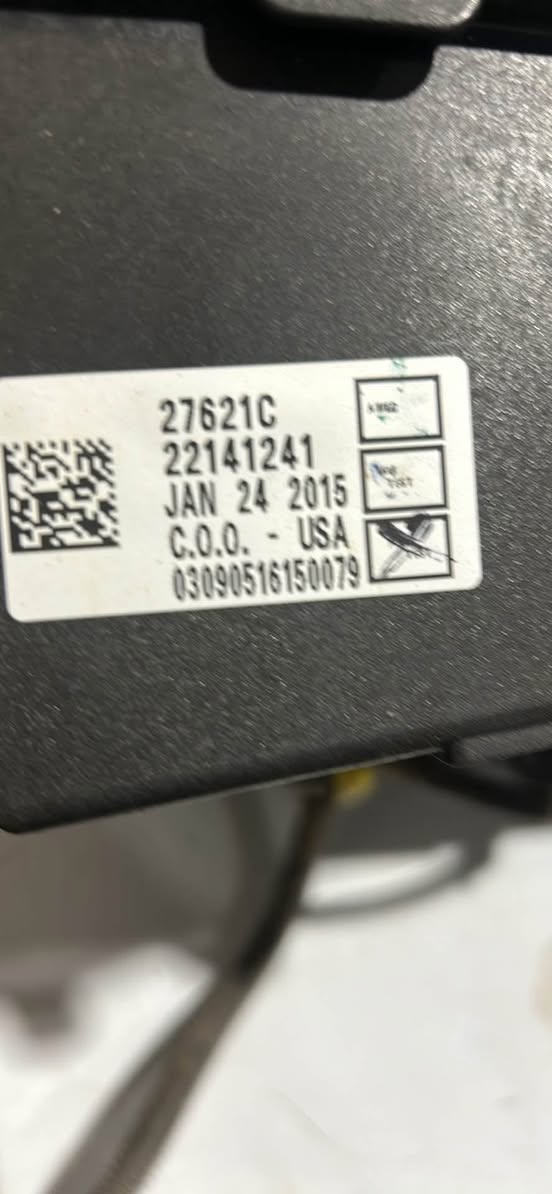 27621C
22141241
JAN 24 2015
C.O.O. - USA
03090516150079